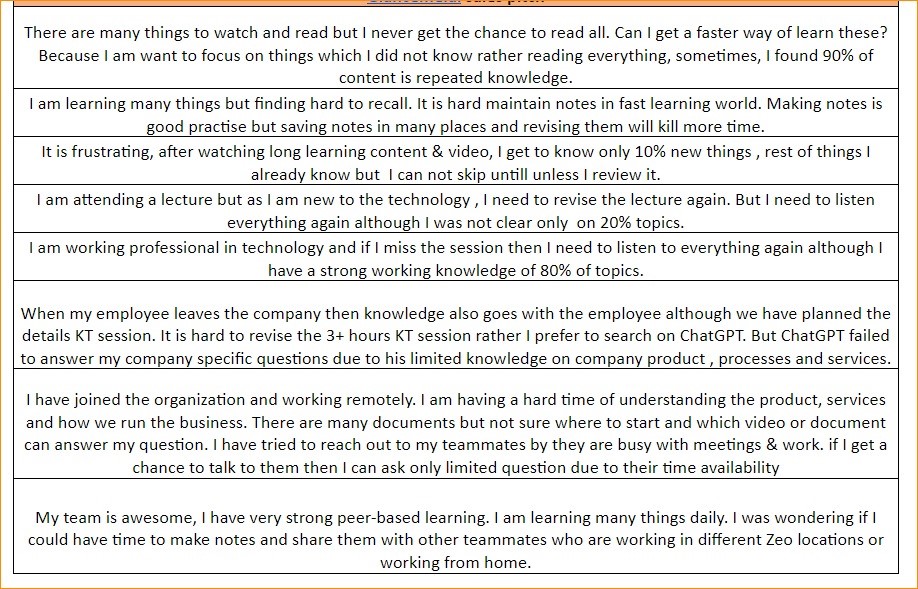 There are many things to watch and read but I never get the chance to read all. Can I get a faster way of learn these?
Because I am want to focus on things which I did not know rather reading everything, sometimes, I found 90% of
content is repeated knowledge.
I am learning many things but finding hard to recall. It is hard maintain notes in fast learning world. Making notes is
good practise but saving notes in many places and revising them will kill more time.
It is frustrating, after watching long learning content & video, I get to know only 10% new things , rest of things I
already know but I can not skip untill unless I review it.
I am attending a lecture but as I am new to the technology , I need to revise the lecture again. But I need to listen
everything again although I was not clear only on 20% topics.
I am working professional in technology and if I miss the session then I need to listen to everything again although I
have a strong working knowledge of 80% of topics.
When my employee leaves the company then knowledge also goes with the employee although we have planned the
details KT session. It is hard to revise the 3+ hours KT session rather I prefer to search on ChatGPT. But ChatGPT failed
to answer my company specific questions due to his limited knowledge on company product , processes and services.
I have joined the organization and working remotely. I am having a hard time of understanding the product, services
and how we run the business. There are many documents but not sure where to start and which video or document
can answer my question. I have tried to reach out to my teammates by they are busy with meetings & work. if I get a
chance to talk to them then I can ask only limited question due to their time availability
My team is awesome, I have very strong peer-based learning. I am learning many things daily. I was wondering if I
could have time to make notes and share them with other teammates who are working in different Zeo locations or
working from home.